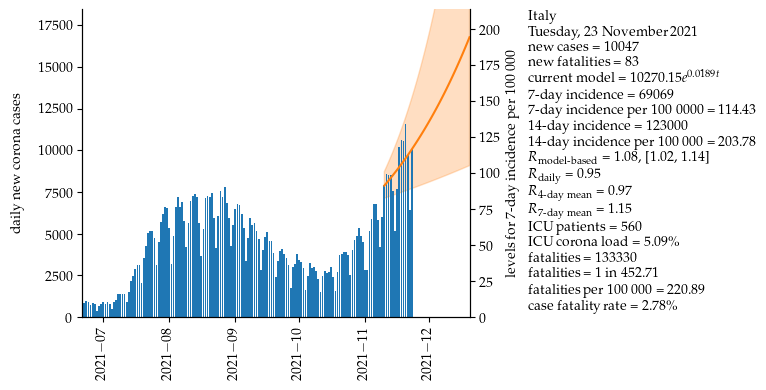 daily new corona cases
17500
15000
12500
10000
7500
5000
2500
0
2021−07
2021−08
2021−09
2021−10
2021−11
2021−12
200
175
150
125
100
75
50
25
0
levels for 7-day incidence per 100 000
Italy
Tuesday, 23 November 2021
new cases = 10047
new fatalities = 83
current model = 10270.15e^0.0189t
7-day incidence = 69069
7-day incidence per 100 0000 = 114.43
14-day incidence = 123000
14-day incidence per 100 000 = 203.78
R model-based = 1.08, [1.02, 1.14]
R daily = 0.95
R 4-day mean = 0.97
R 7-day mean = 1.15
ICU patients = 560
ICU corona load = 5.09%
fatalities = 133330
fatalities = 1 in 452.71
fatalities per 100 000 = 220.89
case fatality rate = 2.78%